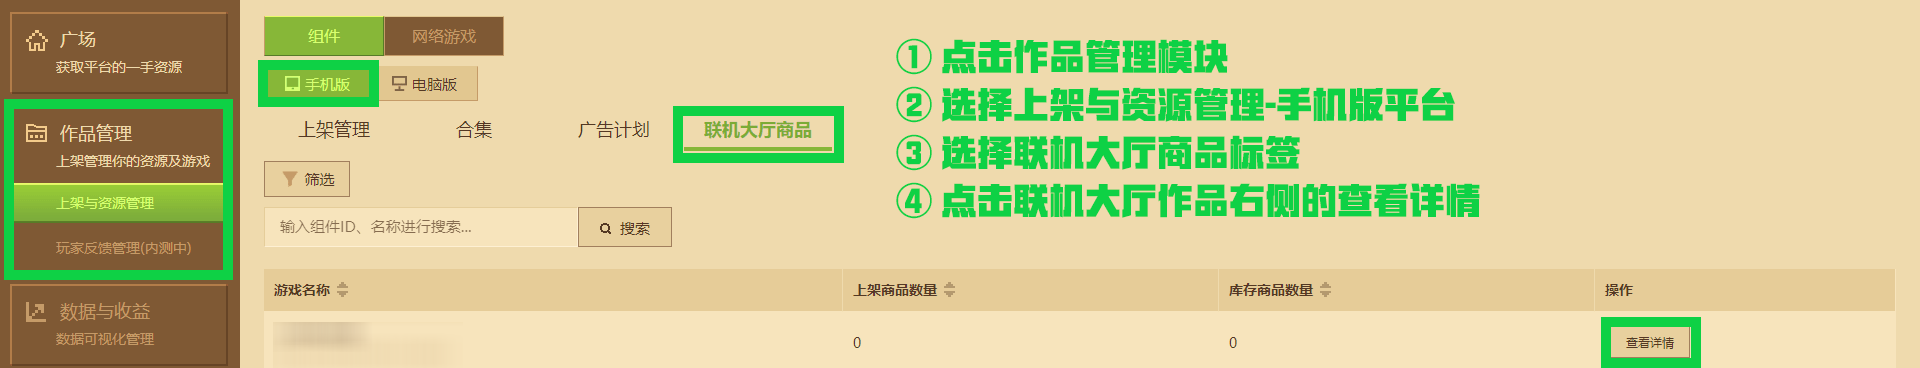 广场
获取平台的一手资源
作品管理
上架管理你的资源及游戏
上架与资源管理
玩家反馈管理(内测中)
数据与收益
数据可视化管理
组件 网络游戏
手机版 电脑版
上架管理 合集 广告计划 联机大厅商品
筛选
输入组件ID、名称进行搜索... 搜索
① 点击作品管理模块
② 选择上架与资源管理-手机版平台
③ 选择联机大厅商品标签
④ 点击联机大厅作品右侧的查看详情
游戏名称 上架商品数量 库存商品数量 操作
0 0 查看详情